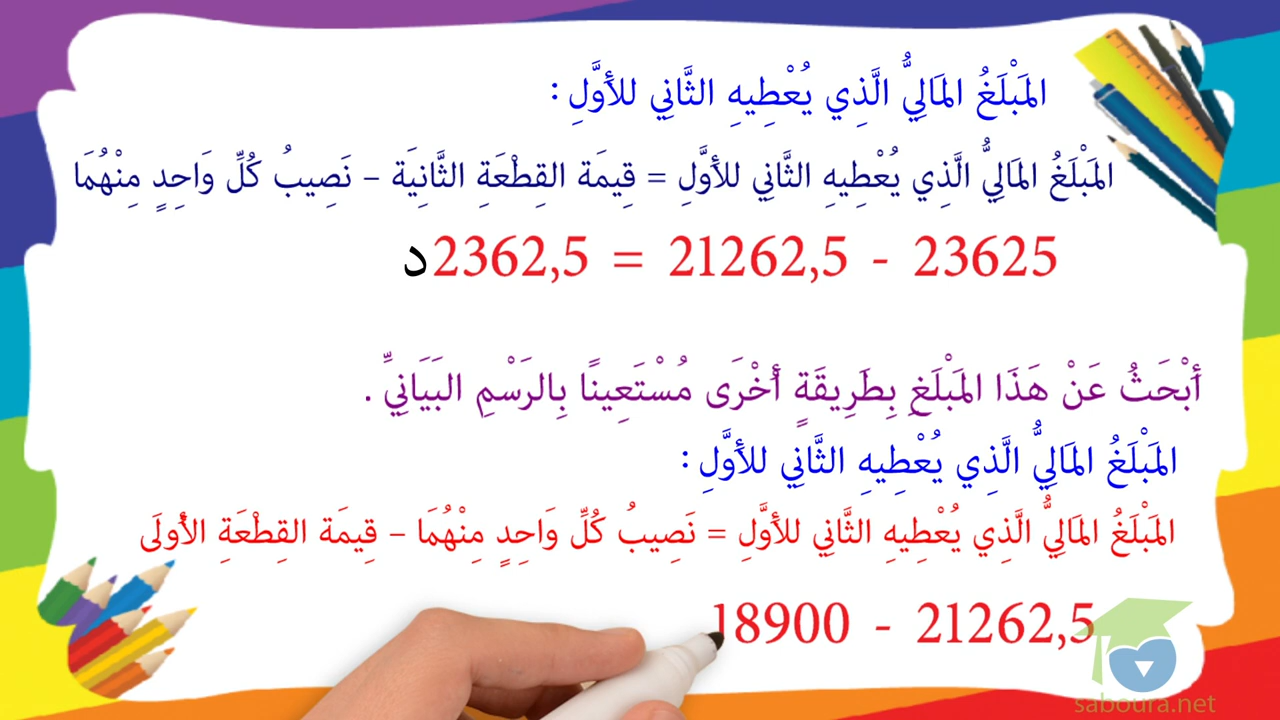 المَبْلَغُ المَالِيُّ الَّذِي يُعْطِيهِ الثَّانِي للأَوَّلِ :
المَبْلَغُ المَالِيُّ الَّذِي يُعْطِيهِ الثَّانِي للأَوَّلِ = قِيمَة القِطْعَةِ الثَّانِيَة – نَصِيبُ كُلِّ وَاحِدٍ مِنْهُمَا
23625 - 21262,5 = 2362,5د
أَبْحَثُ عَنْ هَذَا المَبْلَغِ بِطَرِيقَةٍ أُخْرَى مُسْتَعِينًا بِالرَسْمِ البَيَانِيِّ .
المَبْلَغُ المَالِيُّ الَّذِي يُعْطِيهِ الثَّانِي للأَوَّلِ :
المَبْلَغُ المَالِيُّ الَّذِي يُعْطِيهِ الثَّانِي للأَوَّلِ = نَصِيبُ كُلِّ وَاحِدٍ مِنْهُمَا – قِيمَة القِطْعَةِ الأُولَى
21262,5 - 18900
saboura.net